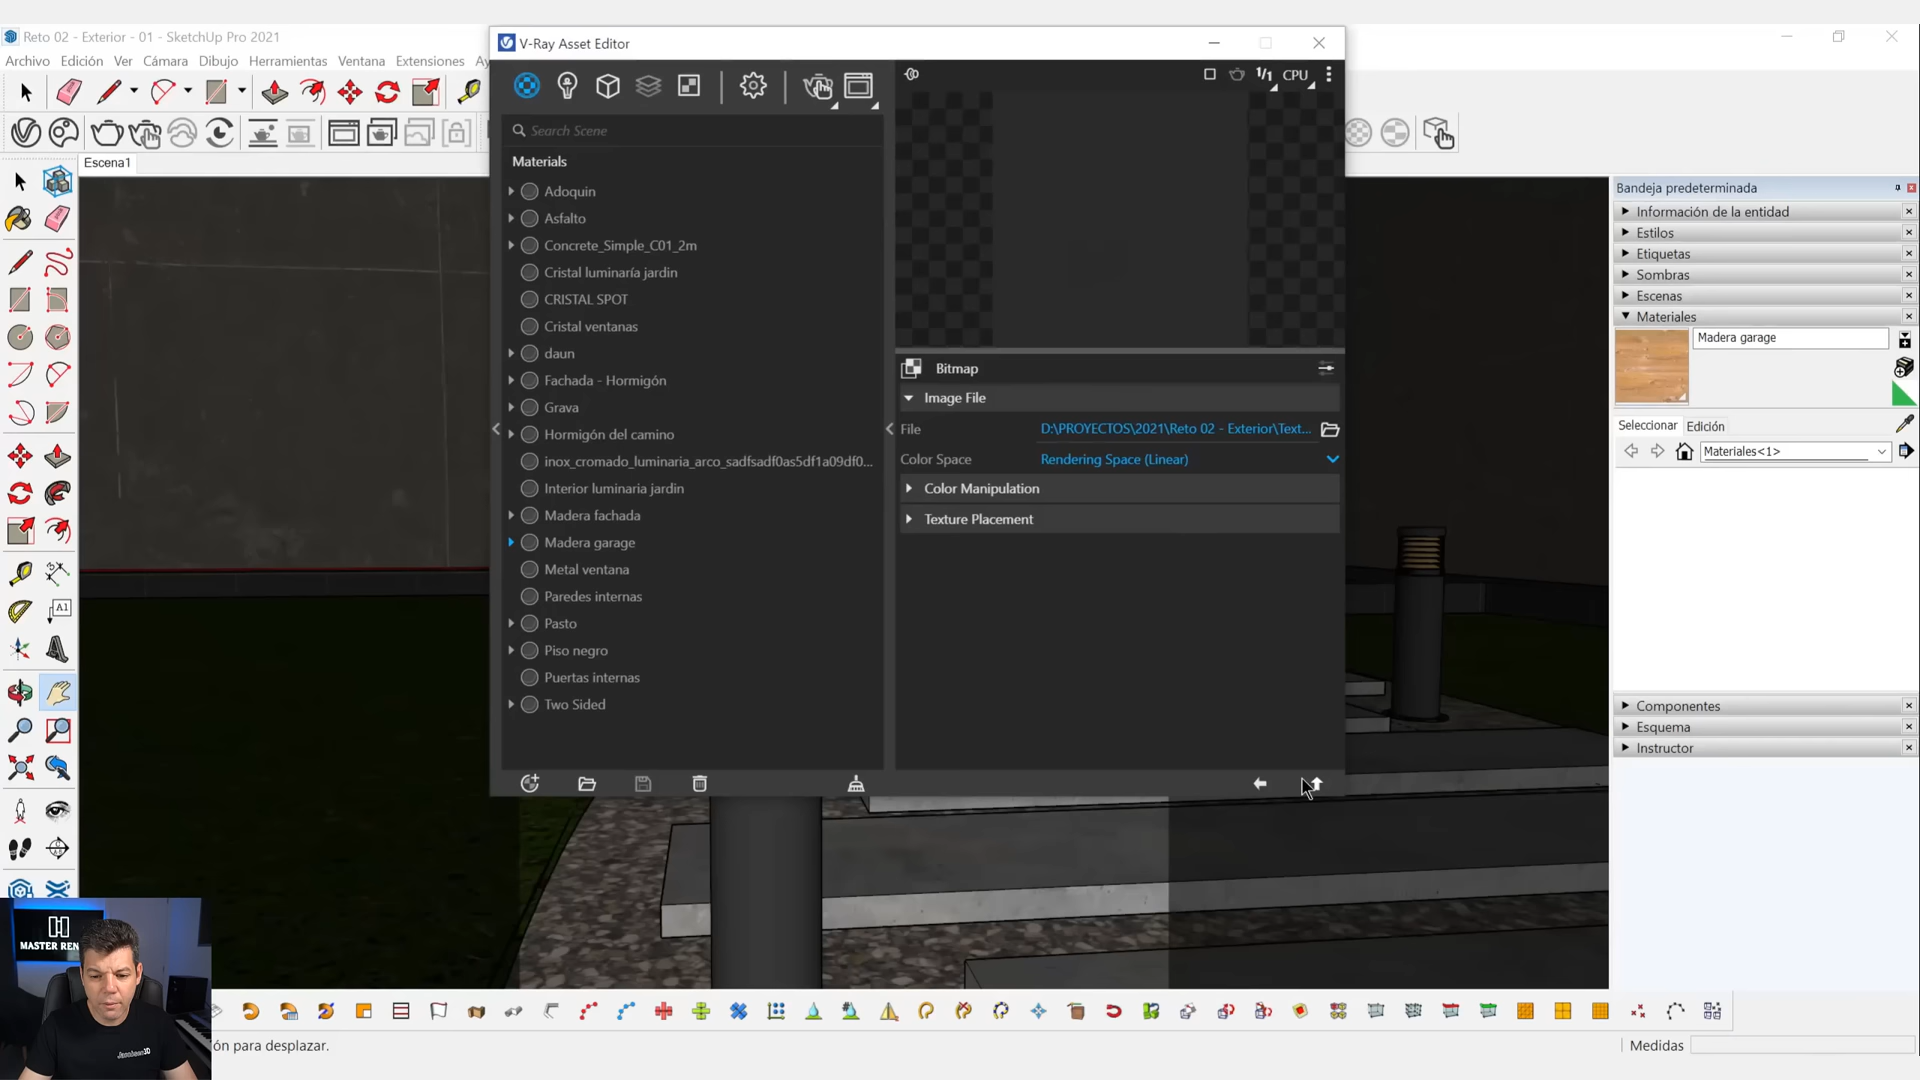 Reto 02 - Exterior - 01 - SketchUp Pro 2021
Archivo Edición Ver Cámara Dibujo Herramientas Ventana Extensiones Ay
Escena1
V-Ray Asset Editor
Search Scene
Materials
Adoquin
Asfalto
Concrete_Simple_C01_2m
Cristal luminaría jardin
CRISTAL SPOT
Cristal ventanas
daun
Fachada - Hormigón
Grava
Hormigón del camino
inox_cromado_luminaria_arco_sadfsadf0as5df1a09df0...
Interior luminaria jardin
Madera fachada
Madera garage
Metal ventana
Paredes internas
Pasto
Piso negro
Puertas internas
Two Sided
1/1 CPU
Bitmap
Image File
File D:\PROYECTOS\2021\Reto 02 - Exterior\Text...
Color Space Rendering Space (Linear)
Color Manipulation
Texture Placement
Bandeja predeterminada
Información de la entidad
Estilos
Etiquetas
Sombras
Escenas
Materiales
Madera garage
Seleccionar Edición
Materiales<1>
Componentes
Esquema
Instructor
A1
MASTER REN
Jacobson3D
ón para desplazar.
Medidas